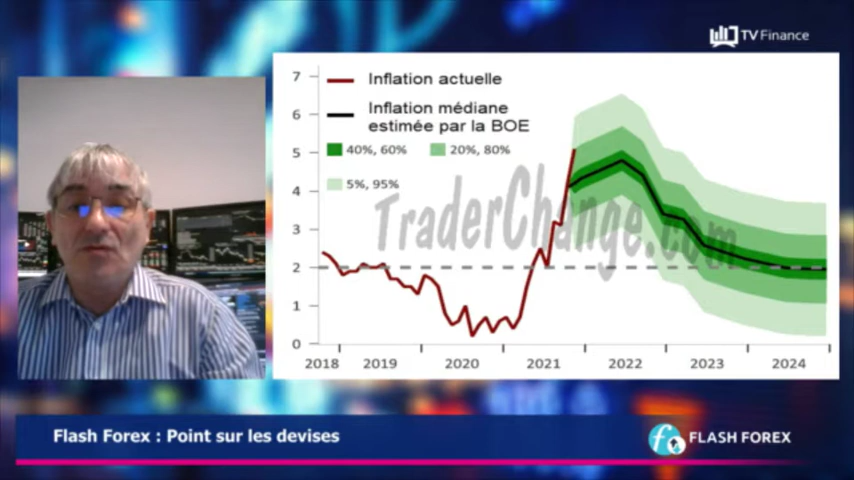 TV Finance
7
Inflation actuelle
6
Inflation médiane
estimée par la BOE
5
40%, 60%
20%, 80%
4
5%, 95%
TraderChange.com
3
2
1
0
2018
2019
2020
2021
2022
2023
2024
Flash Forex : Point sur les devises
FLASH FOREX